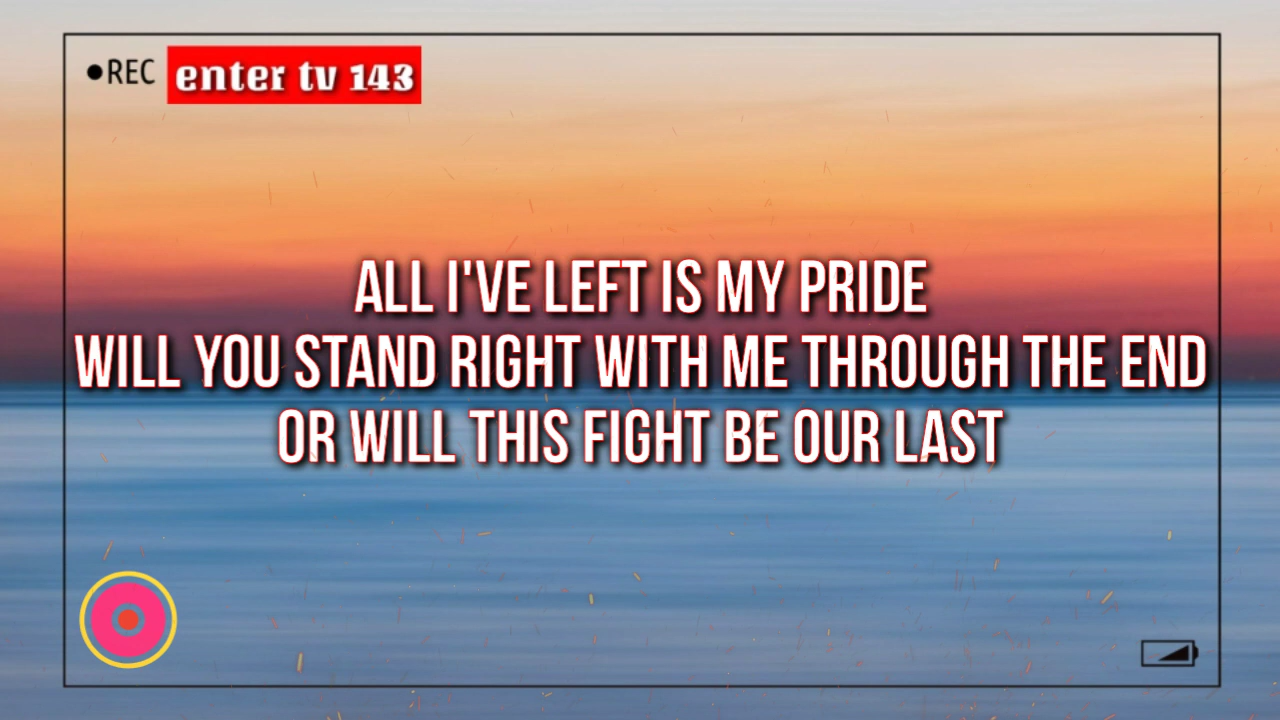 REC
enter tv 143
ALL I'VE LEFT IS MY PRIDE
WILL YOU STAND RIGHT WITH ME THROUGH THE END
OR WILL THIS FIGHT BE OUR LAST